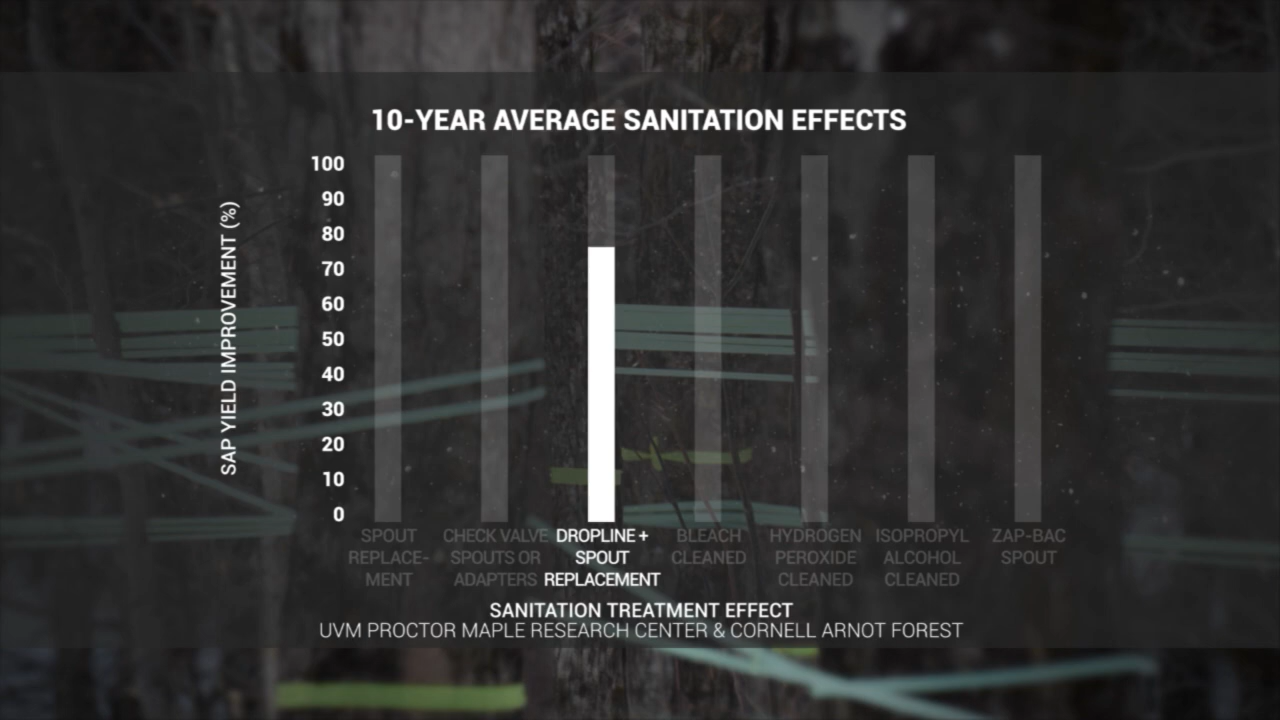 10-YEAR AVERAGE SANITATION EFFECTS
SAP YIELD IMPROVEMENT (%)
100
90
80
70
60
50
40
30
20
10
0
SPOUT
REPLACE-
MENT
CHECK VALVE
SPOUTS OR
ADAPTERS
DROPLINE +
SPOUT
REPLACEMENT
BLEACH
CLEANED
HYDROGEN
PEROXIDE
CLEANED
ISOPROPYL
ALCOHOL
CLEANED
ZAP-BAC
SPOUT
SANITATION TREATMENT EFFECT
UVM PROCTOR MAPLE RESEARCH CENTER & CORNELL ARNOT FOREST